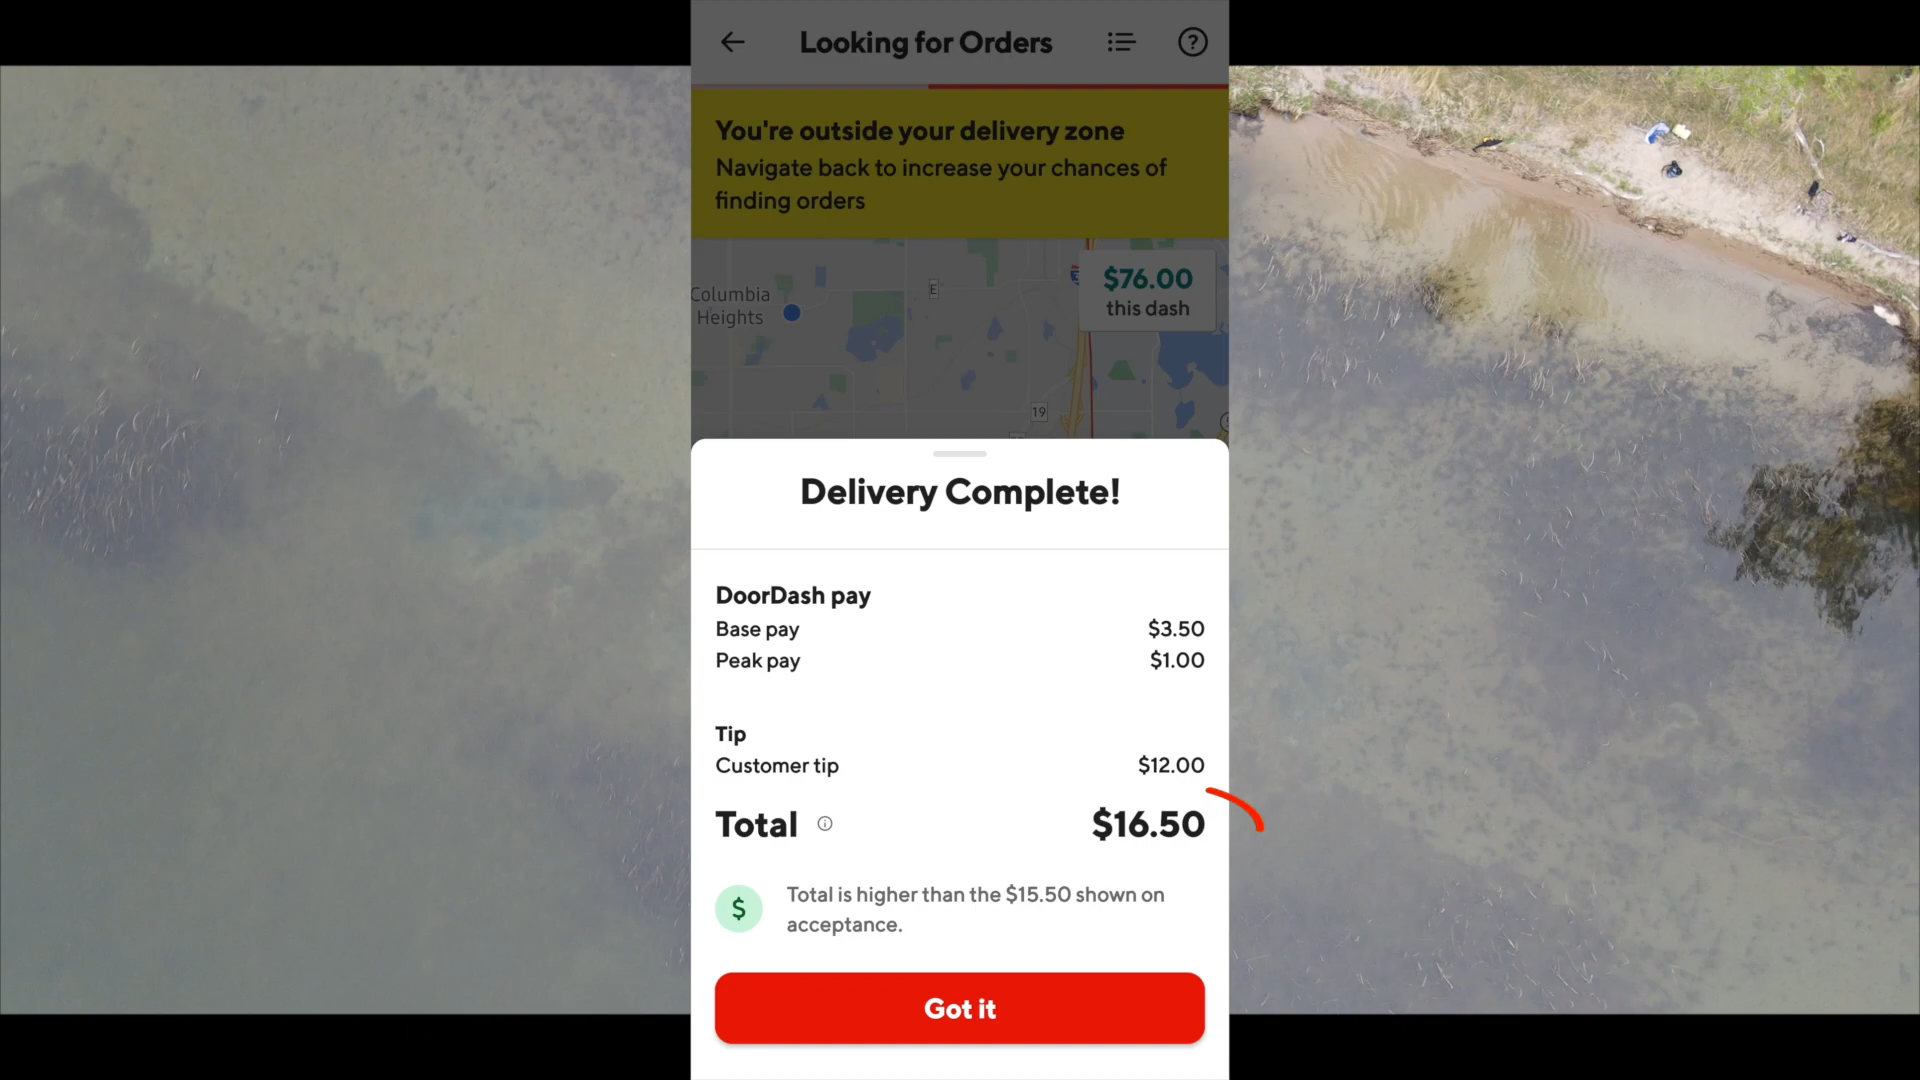 Looking for Orders
You're outside your delivery zone
Navigate back to increase your chances of
finding orders
$76.00
this dash
Columbia
Heights
E
19
Delivery Complete!
DoorDash pay
Base pay $3.50
Peak pay $1.00
Tip
Customer tip $12.00
Total $16.50
$ Total is higher than the $15.50 shown on
acceptance.
Got it